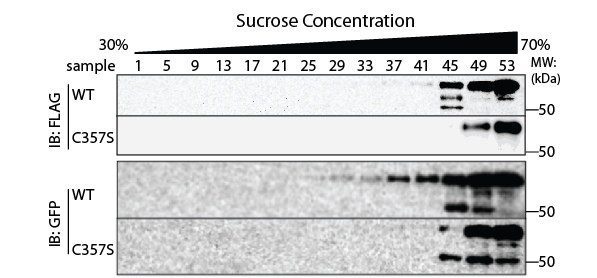 Sucrose Concentration
30% 70%
sample 1 5 9 13 17 21 25 29 33 37 41 45 49 53 MW:
(kDa)
IB: FLAG
WT
50
C357S
50
IB: GFP
WT
50
C357S
50